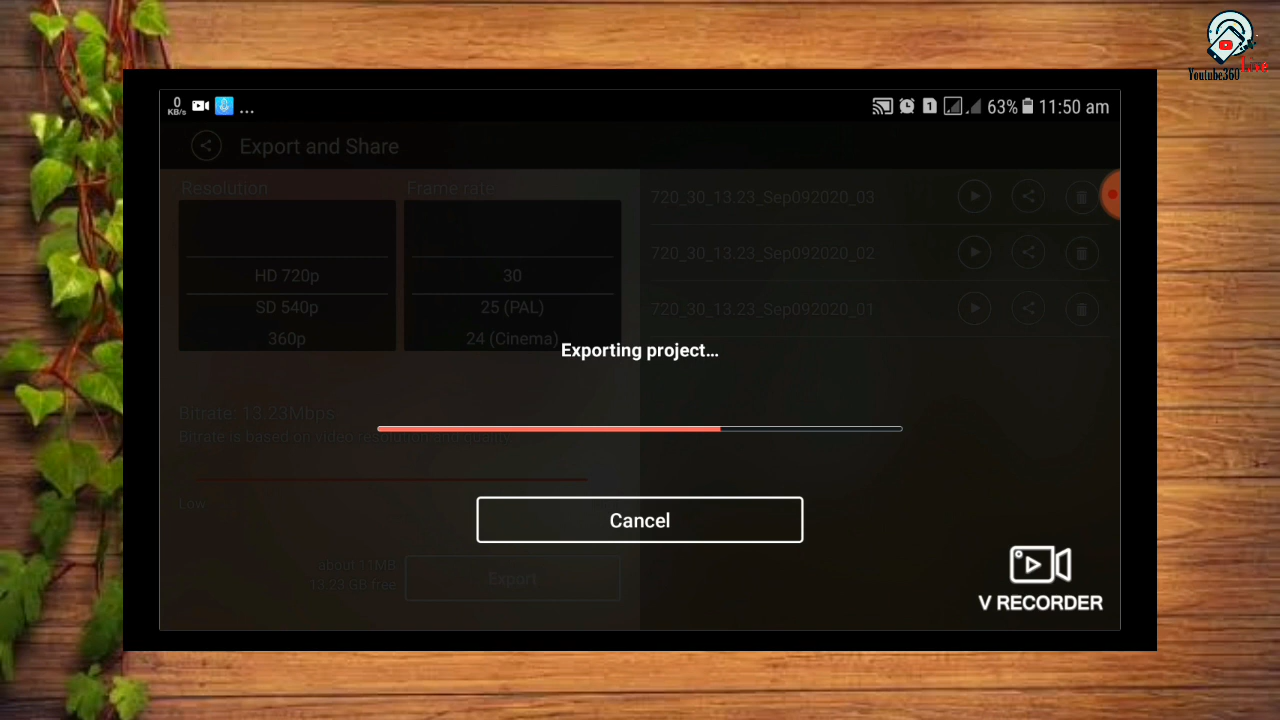 Youtube360 Live
0
KB/s
...
1
63%
11:50 am
Export and Share
Resolution
Frame rate
HD 720p
SD 540p
360p
30
25 (PAL)
24 (Cinema)
720_30_13.23_Sep092020_03
720_30_13.23_Sep092020_02
720_30_13.23_Sep092020_01
Exporting project...
Bitrate: 13.23Mbps
Bitrate is based on video resolution and quality.
Low
Cancel
about 11MB
13.23 GB free
Export
V RECORDER